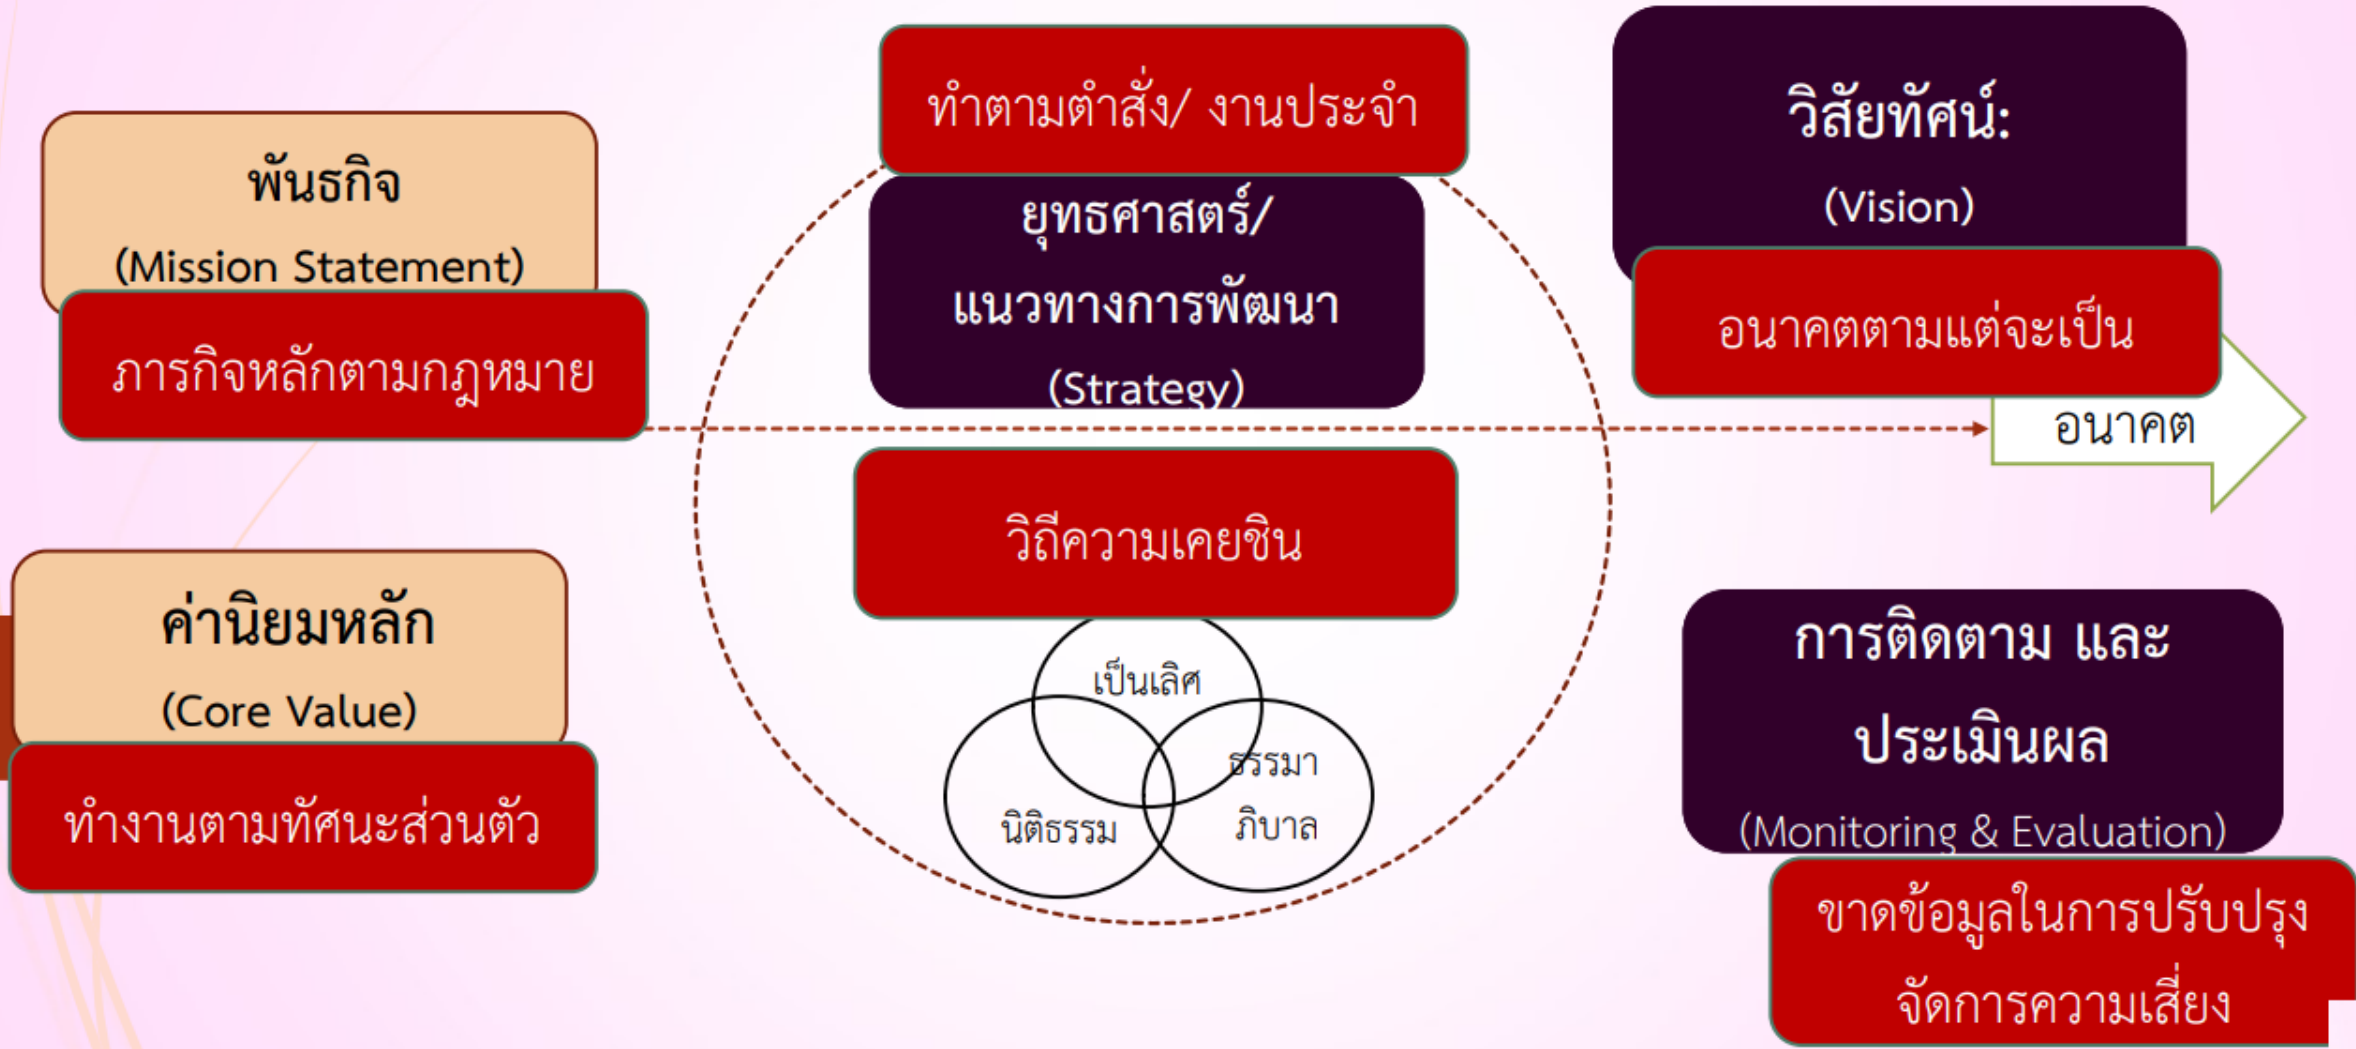 พันธกิจ
(Mission Statement)
ภารกิจหลักตามกฎหมาย
ค่านิยมหลัก
(Core Value)
ทำงานตามทัศนะส่วนตัว
ทำตามตำสั่ง/ งานประจำ
ยุทธศาสตร์/
แนวทางการพัฒนา
(Strategy)
วิถีความเคยชิน
เป็นเลิศ
นิติธรรม
ธรรมา
ภิบาล
วิสัยทัศน์:
(Vision)
อนาคตตามแต่จะเป็น
อนาคต
การติดตาม และ
ประเมินผล
(Monitoring & Evaluation)
ขาดข้อมูลในการปรับปรุง
จัดการความเสี่ยง